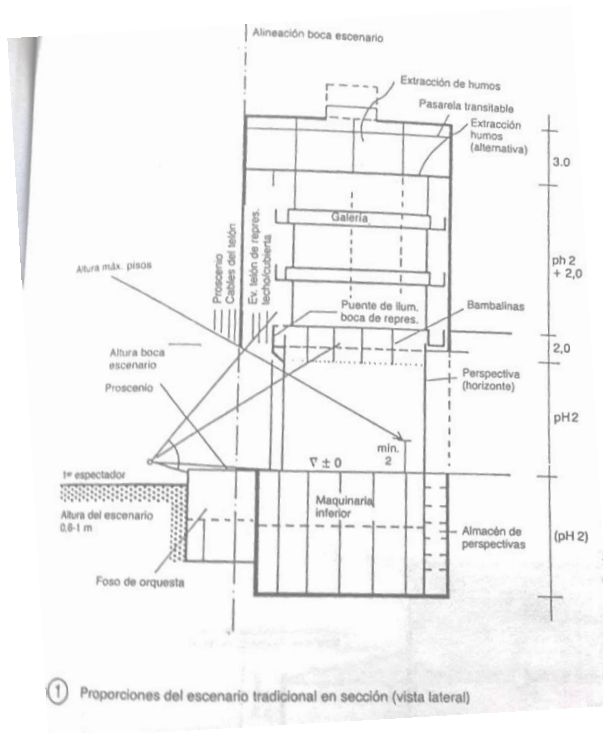 Alineación boca escenario
Extracción de humos
Pasarela transitable
Extracción
humos
(alternativa)
3.0
Galería
Proscenio
Cables del telón
Ev. telón de repres.
techo/cubierta
ph 2
+ 2,0
Altura máx. pisos
Puente de ilum.
boca de repres.
Bambalinas
2,0
Altura boca
escenario
Perspectiva
(horizonte)
Proscenio
pH2
mín.
2
∇ ± 0
1er espectador
Maquinaria
inferior
Altura del escenario
0,6-1 m
Almacén de
perspectivas
(pH 2)
Foso de orquesta
1 Proporciones del escenario tradicional en sección (vista lateral)